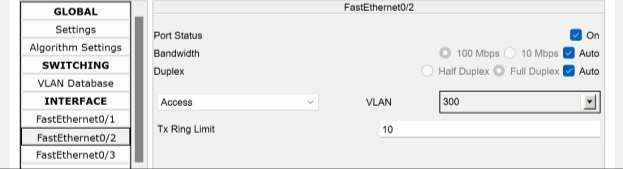 GLOBAL
Settings
Algorithm Settings
SWITCHING
VLAN Database
INTERFACE
FastEthernet0/1
FastEthernet0/2
FastEthernet0/3
FastEthernet0/2
Port Status On
Bandwidth 100 Mbps 10 Mbps Auto
Duplex Half Duplex Full Duplex Auto
Access VLAN 300
Tx Ring Limit 10